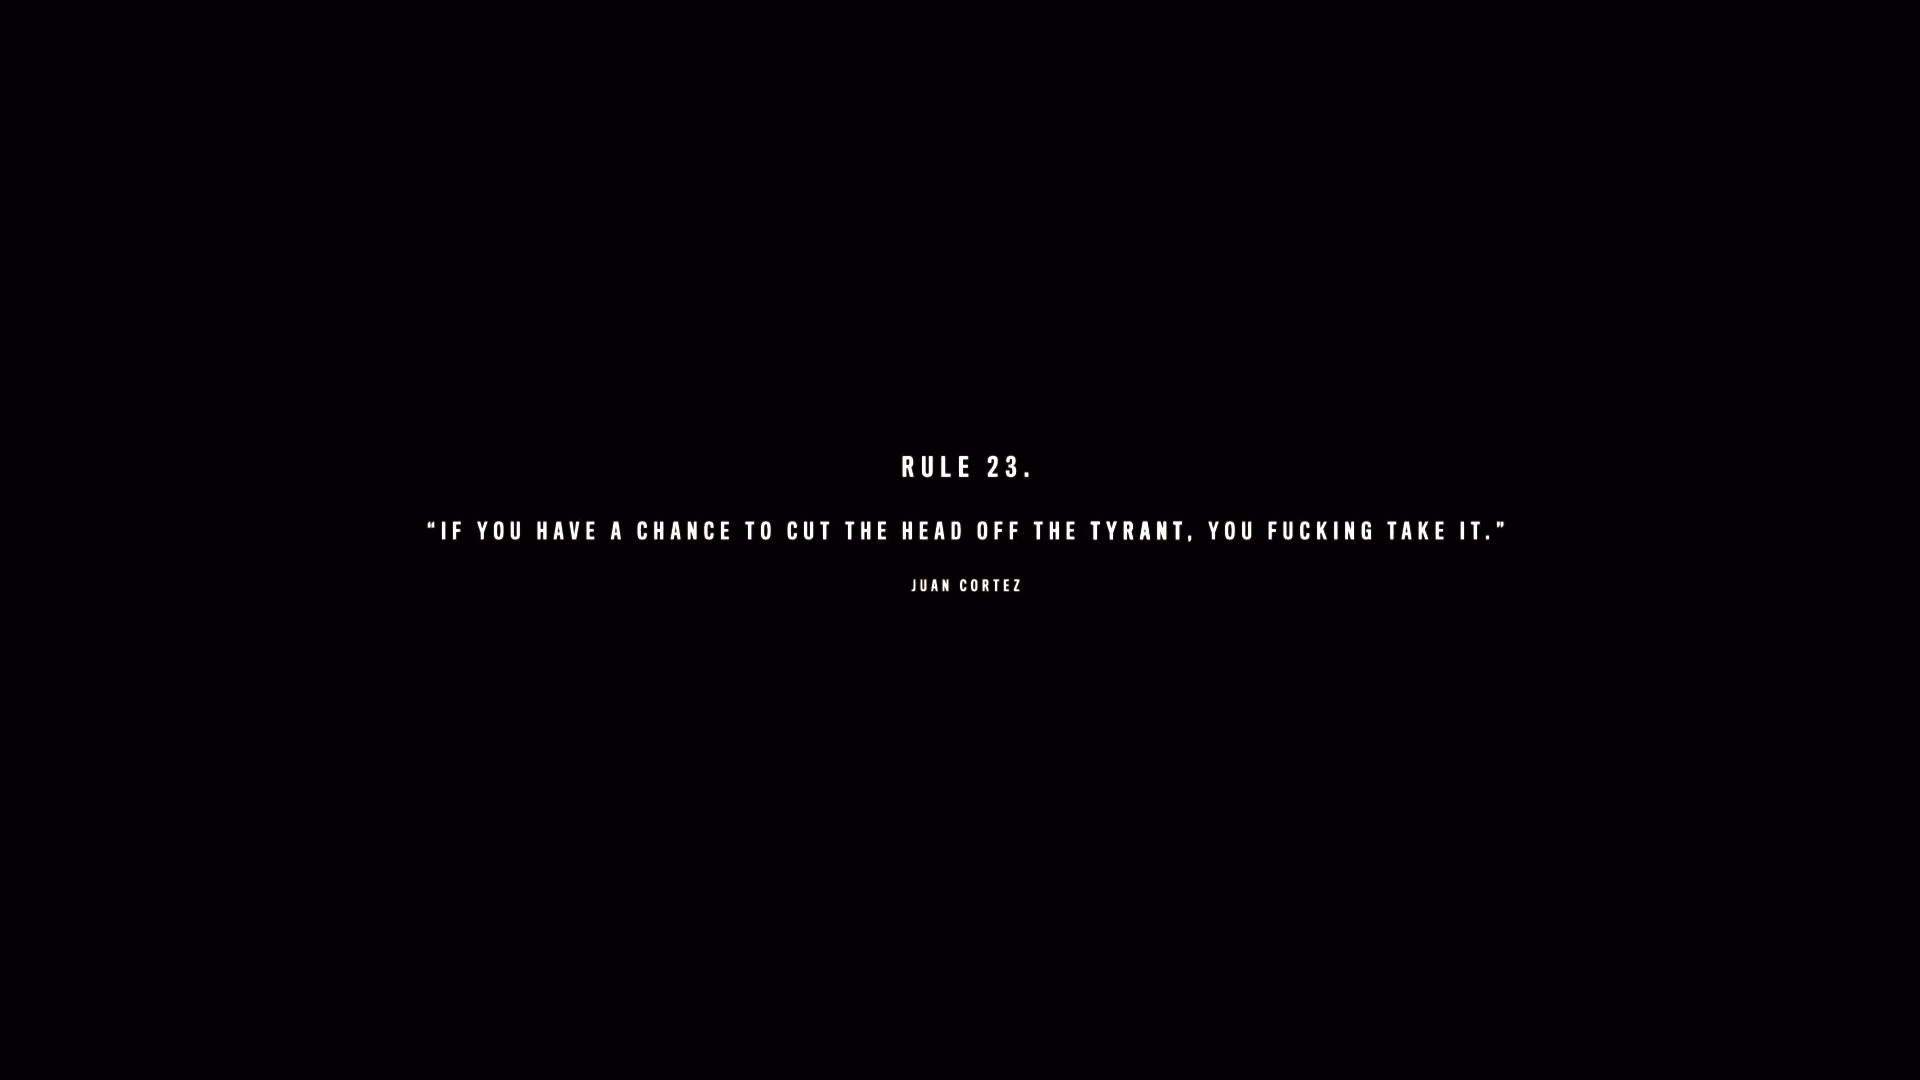 RULE 23.
“IF YOU HAVE A CHANCE TO CUT THE HEAD OFF THE TYRANT, YOU FUCKING TAKE IT.”
JUAN CORTEZ